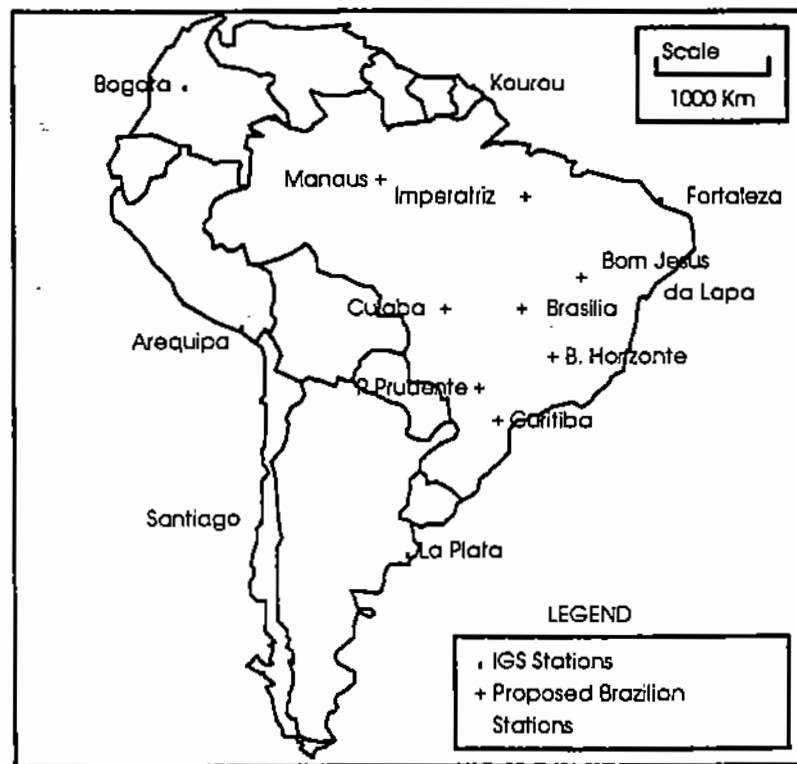 Scale
1000 Km
Bogota
Kourou
Manaus
Imperatriz
Fortaleza
Bom Jesus
da Lapa
Cuiaba
Brasilia
Arequipa
B. Horzonte
P. Prudente
Curitiba
Santiago
La Plata
LEGEND
IGS Stations
+ Proposed Brazilian
Stations